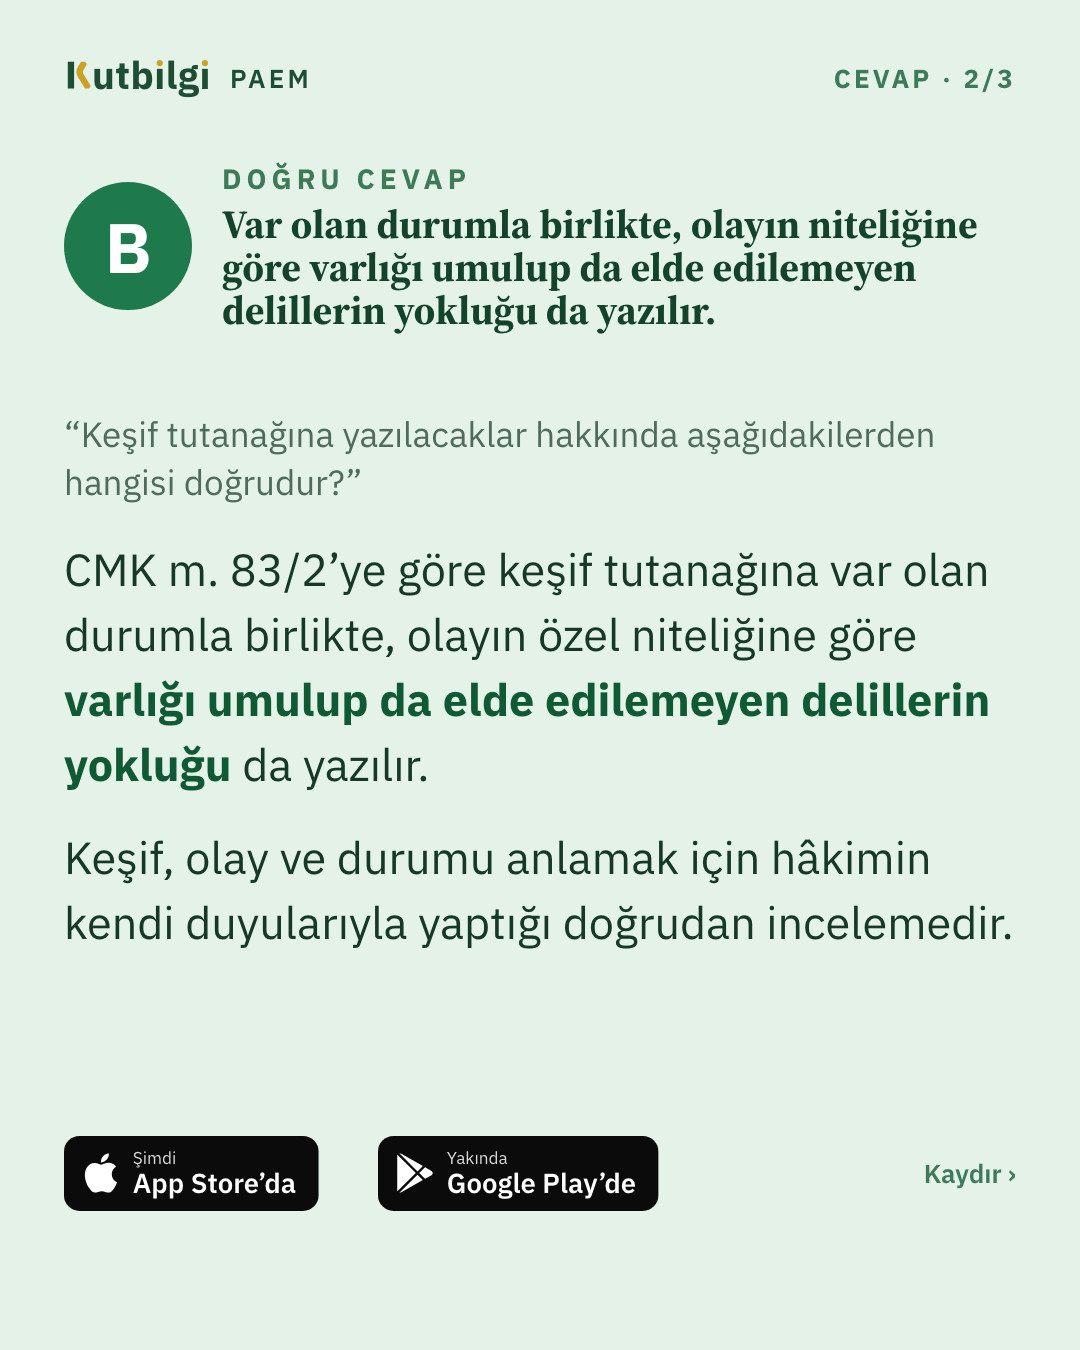 Kutbilgi PAEM
CEVAP · 2/3
B
DOĞRU CEVAP
Var olan durumla birlikte, olayın niteliğine
göre varlığı umulup da elde edilemeyen
delillerin yokluğu da yazılır.
“Keşif tutanağına yazılacaklar hakkında aşağıdakilerden
hangisi doğrudur?”
CMK m. 83/2’ye göre keşif tutanağına var olan
durumla birlikte, olayın özel niteliğine göre
varlığı umulup da elde edilemeyen delillerin
yokluğu da yazılır.
Keşif, olay ve durumu anlamak için hâkimin
kendi duyularıyla yaptığı doğrudan incelemedir.
Şimdi
App Store’da
Yakında
Google Play’de
Kaydır ›